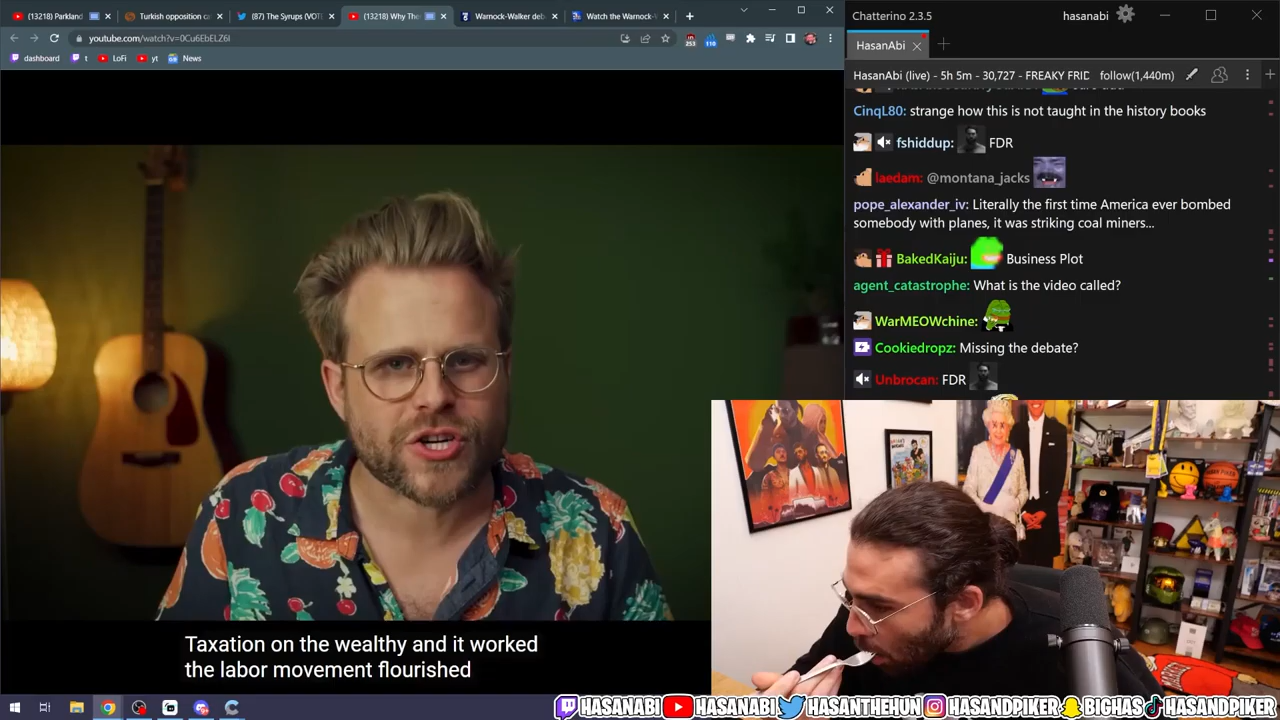 (13218) Parkland
Turkish opposition ca
(87) The Syrups (VOT
(13218) Why The
Warnock-Walker deb
Watch the Warnock-W
youtube.com/watch?v=0Cu6EbELZ6I
253
110
dashboard
t
LoFi
yt
News
Taxation on the wealthy and it worked
the labor movement flourished
Chatterino 2.3.5
hasanabi
HasanAbi
HasanAbi (live) - 5h 5m - 30,727 - FREAKY FRID
follow(1,440m)
CinqL80: strange how this is not taught in the history books
fshiddup: FDR
laedam: @montana_jacks
pope_alexander_iv: Literally the first time America ever bombed
somebody with planes, it was striking coal miners...
BakedKaiju: Business Plot
agent_catastrophe: What is the video called?
WarMEOWchine:
Cookiedropz: Missing the debate?
Unbrocan: FDR
HASANABI
HASANABI
HASANTHEHUN
HASANDPIKER
BIGHAS
HASANDPIKER